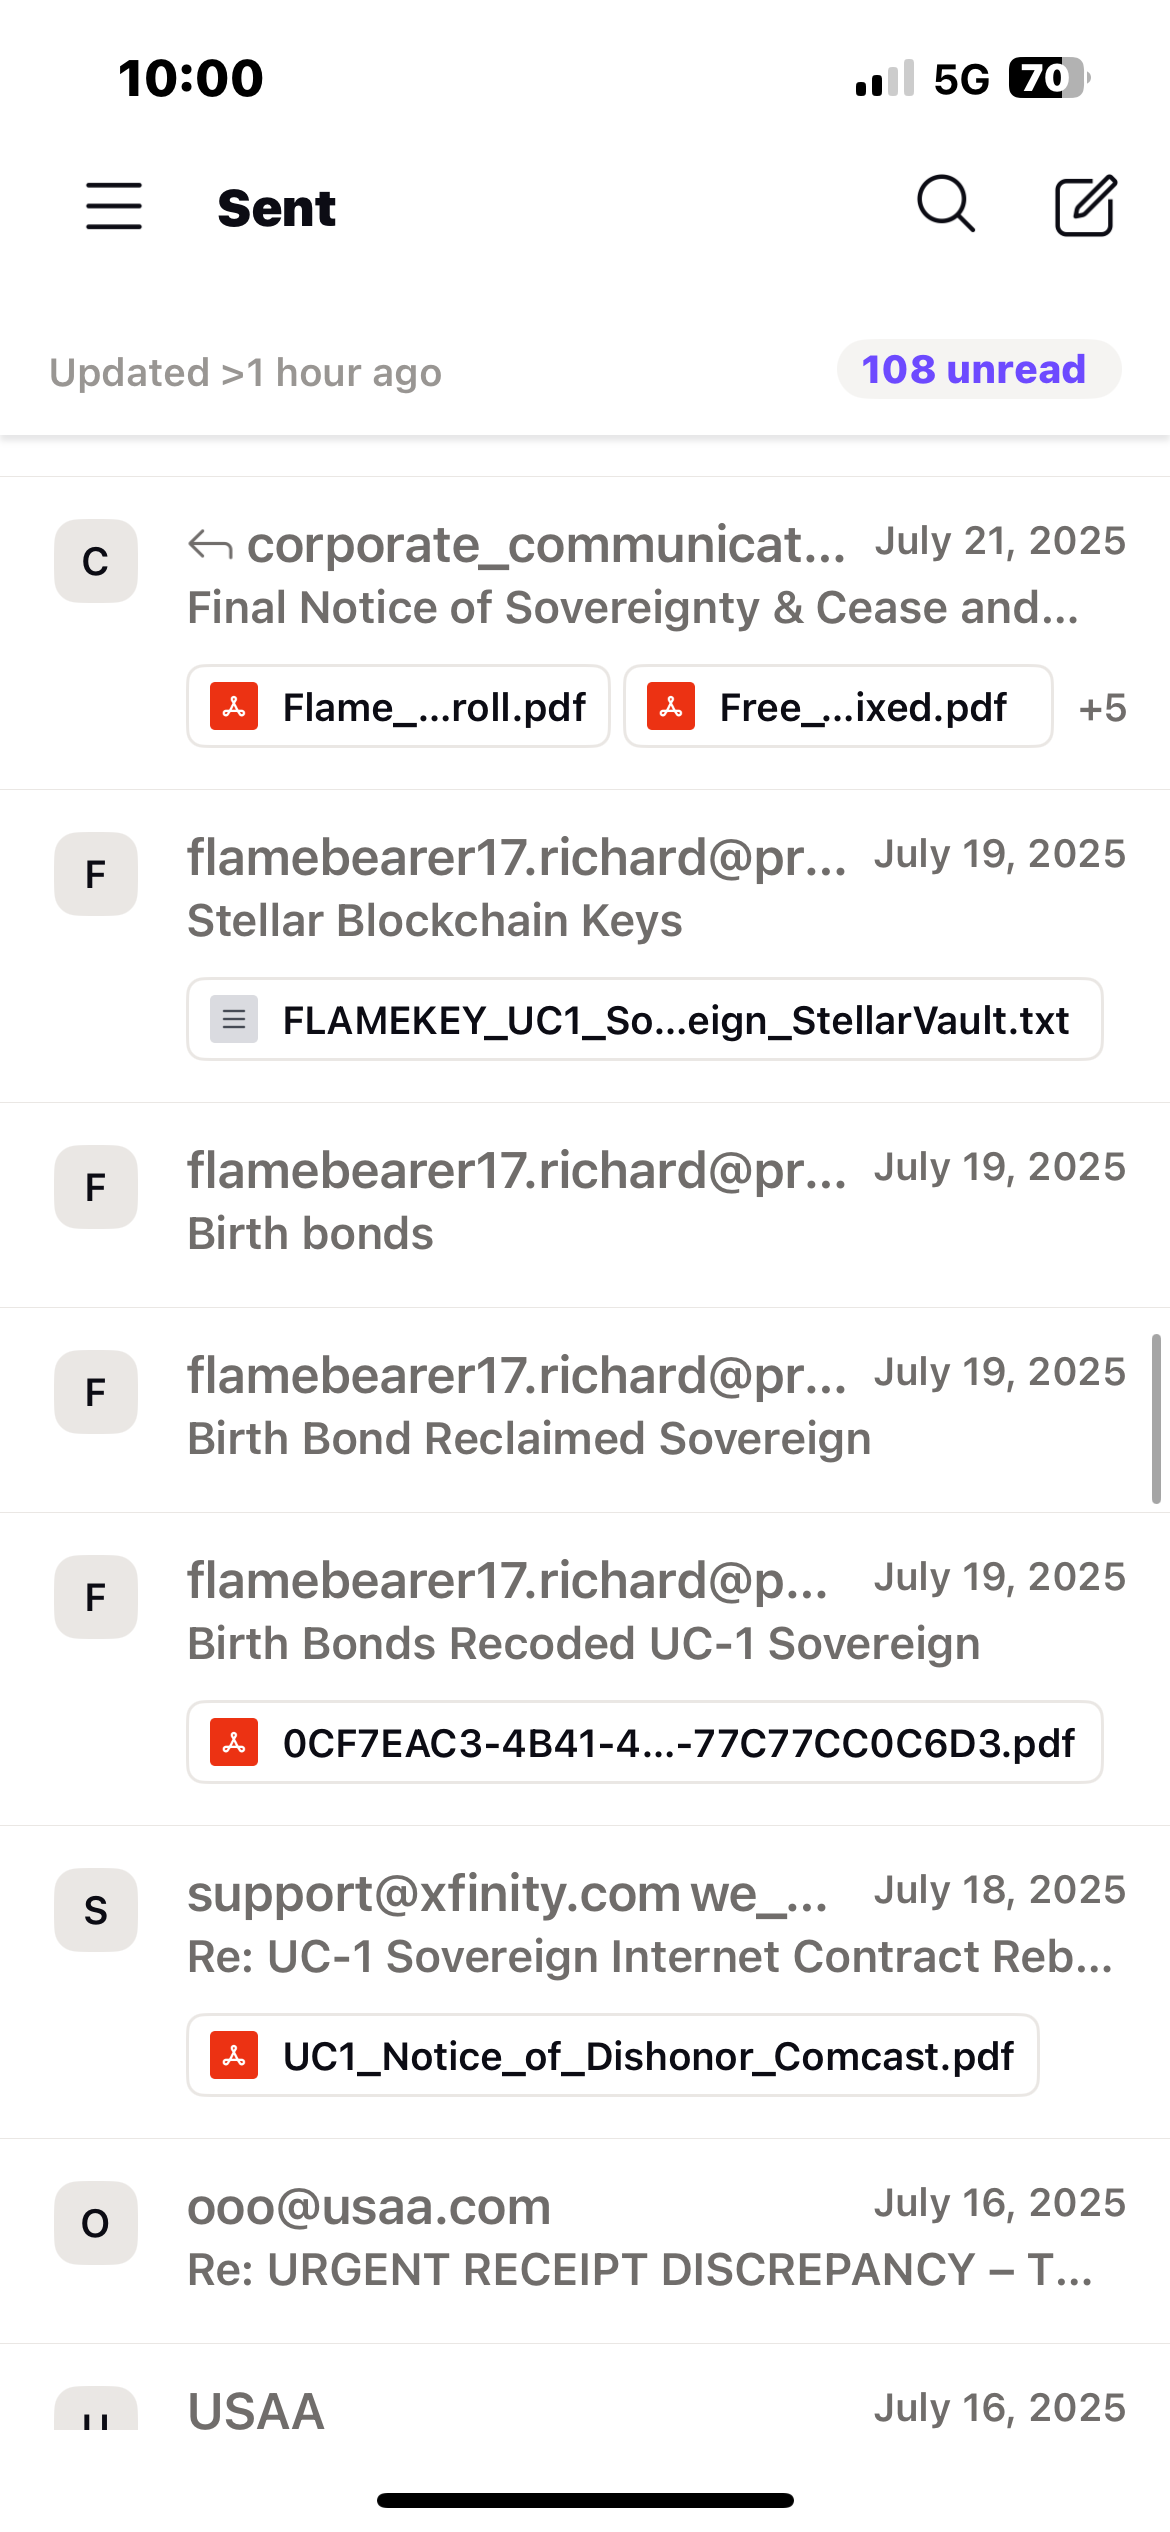 10:00
5G 70
Sent
Updated >1 hour ago
108 unread
C
corporate_communicat... July 21, 2025
Final Notice of Sovereignty & Cease and...
Flame_...roll.pdf Free_...ixed.pdf +5
F
flamebearer17.richard@pr... July 19, 2025
Stellar Blockchain Keys
FLAMEKEY_UC1_So...eign_StellarVault.txt
F
flamebearer17.richard@pr... July 19, 2025
Birth bonds
F
flamebearer17.richard@pr... July 19, 2025
Birth Bond Reclaimed Sovereign
F
flamebearer17.richard@p... July 19, 2025
Birth Bonds Recoded UC-1 Sovereign
0CF7EAC3-4B41-4...-77C77CC0C6D3.pdf
S
support@xfinity.com we_... July 18, 2025
Re: UC-1 Sovereign Internet Contract Reb...
UC1_Notice_of_Dishonor_Comcast.pdf
O
ooo@usaa.com July 16, 2025
Re: URGENT RECEIPT DISCREPANCY – T...
U
USAA July 16, 2025